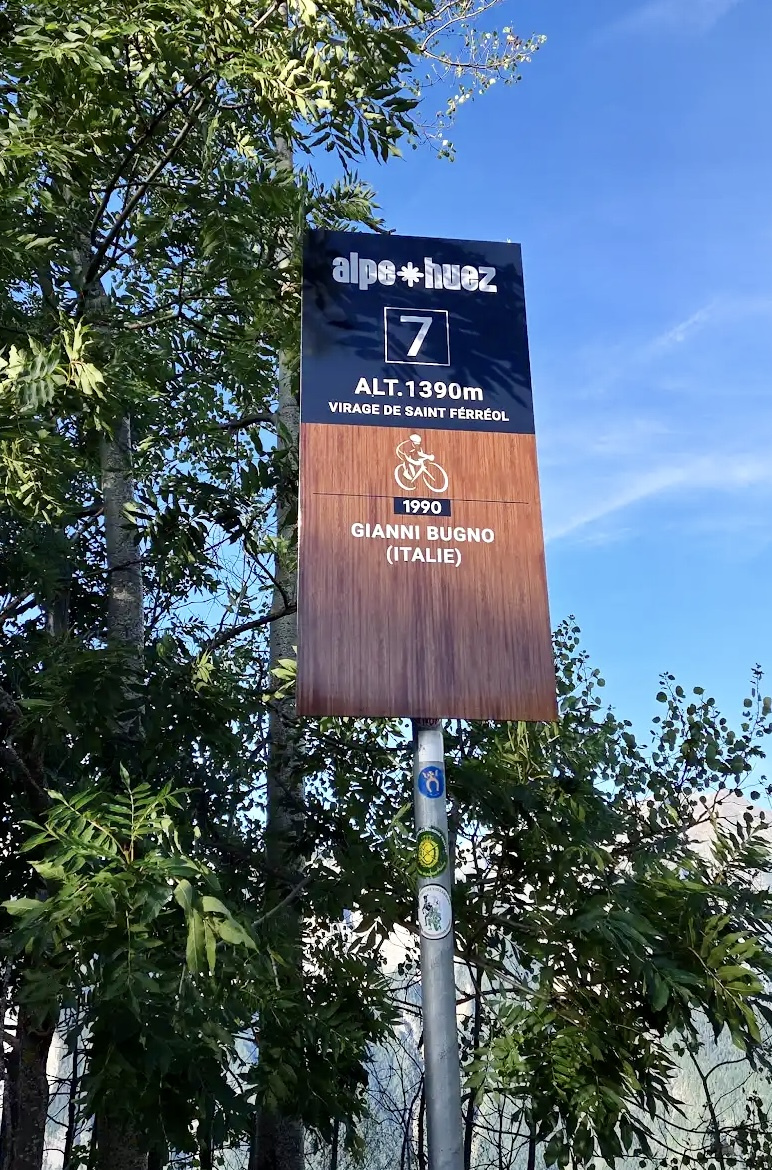 alpe*huez
7
ALT.1390m
VIRAGE DE SAINT FÉRRÉOL
1990
GIANNI BUGNO
(ITALIE)